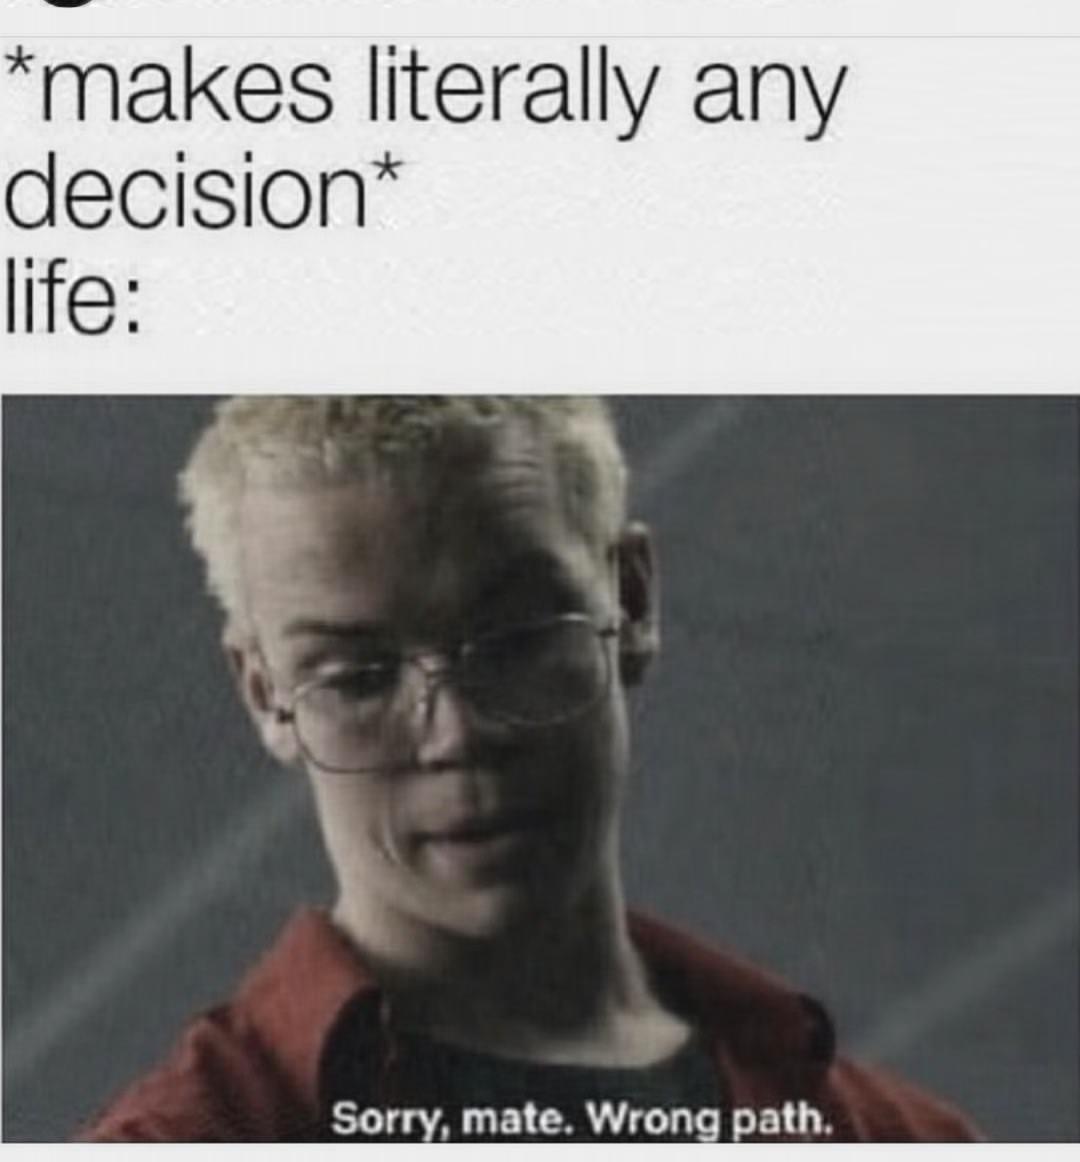 *makes literally any
decision*
life:
Sorry, mate. Wrong path.